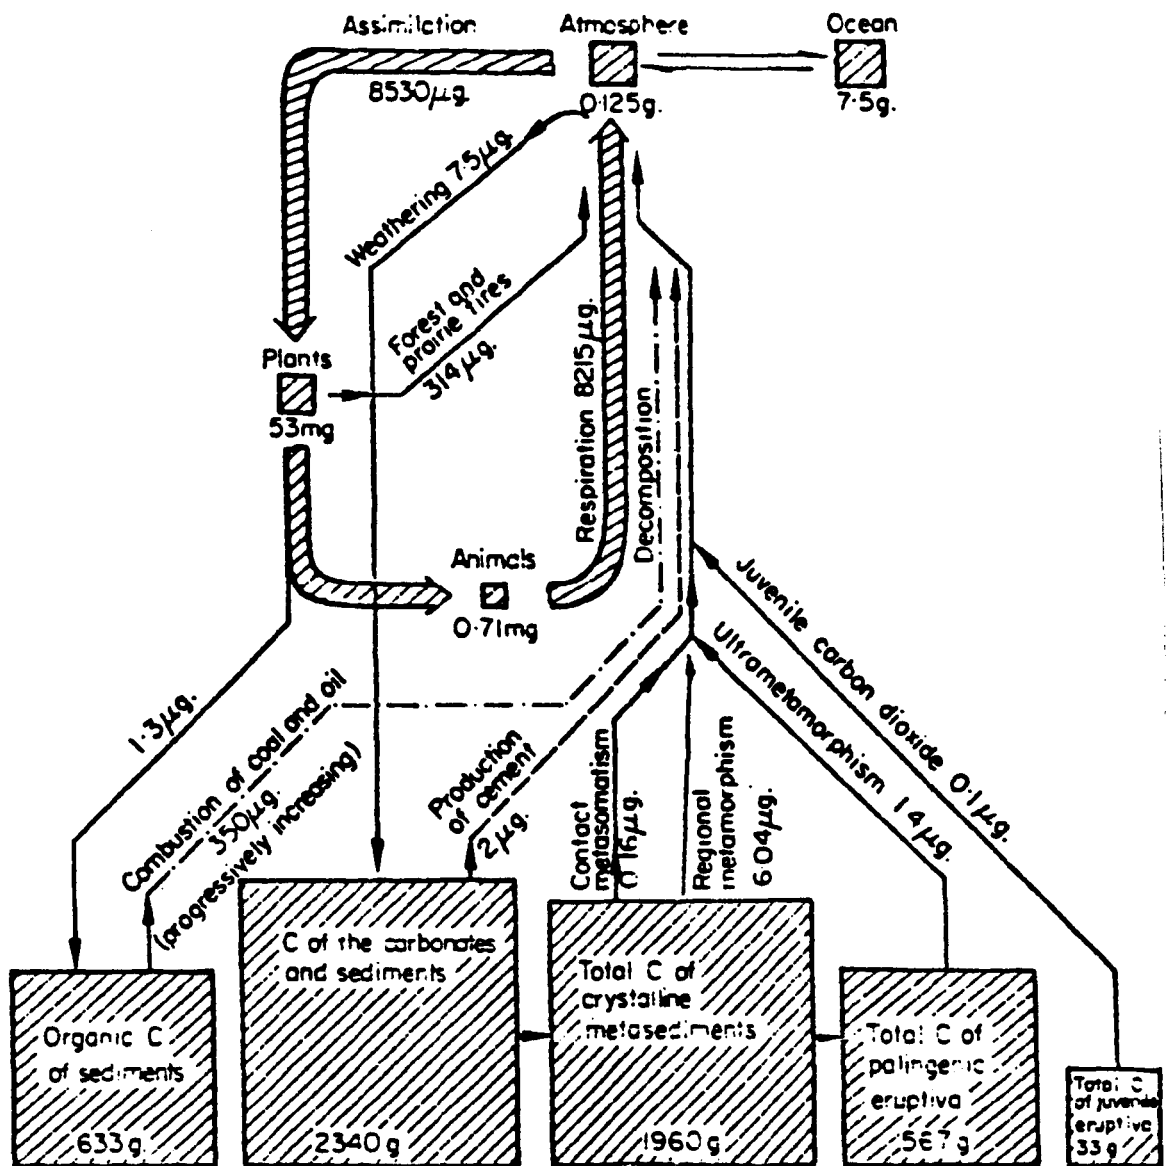 Assimilation
8530µg.
Atmosphere
0·125g.
Ocean
7·5g.
Weathering 7·5µg.
Forest and
prairie fires
314µg.
Plants
53mg
Respiration 8215µg.
Decomposition
Animals
0·71mg
1·3µg.
Combustion of coal and oil
350µg.
(progressively increasing)
Production
of cement
2µg.
Contact
metasomatism
0·16µg.
Regional
metamorphism
6·04µg.
Ultrametamorphism 1·4µg.
Juvenile carbon dioxide 0·1µg.
Organic C
of sediments
633g
C of the carbonates
and sediments
2340g
Total C of
crystalline
metasediments
1960g
Total C of
palingenic
eruptiva
567g
Total C
of juvenile
eruptiva
33g